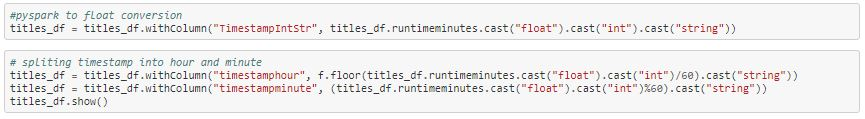 #pyspark to float conversion
titles_df = titles_df.withColumn("TimestampIntStr", titles_df.runtimeminutes.cast("float").cast("int").cast("string"))
# spliting timestamp into hour and minute
titles_df = titles_df.withColumn("timestamphour", f.floor(titles_df.runtimeminutes.cast("float").cast("int")/60).cast("string"))
titles_df = titles_df.withColumn("timestampminute", (titles_df.runtimeminutes.cast("float").cast("int")%60).cast("string"))
titles_df.show()